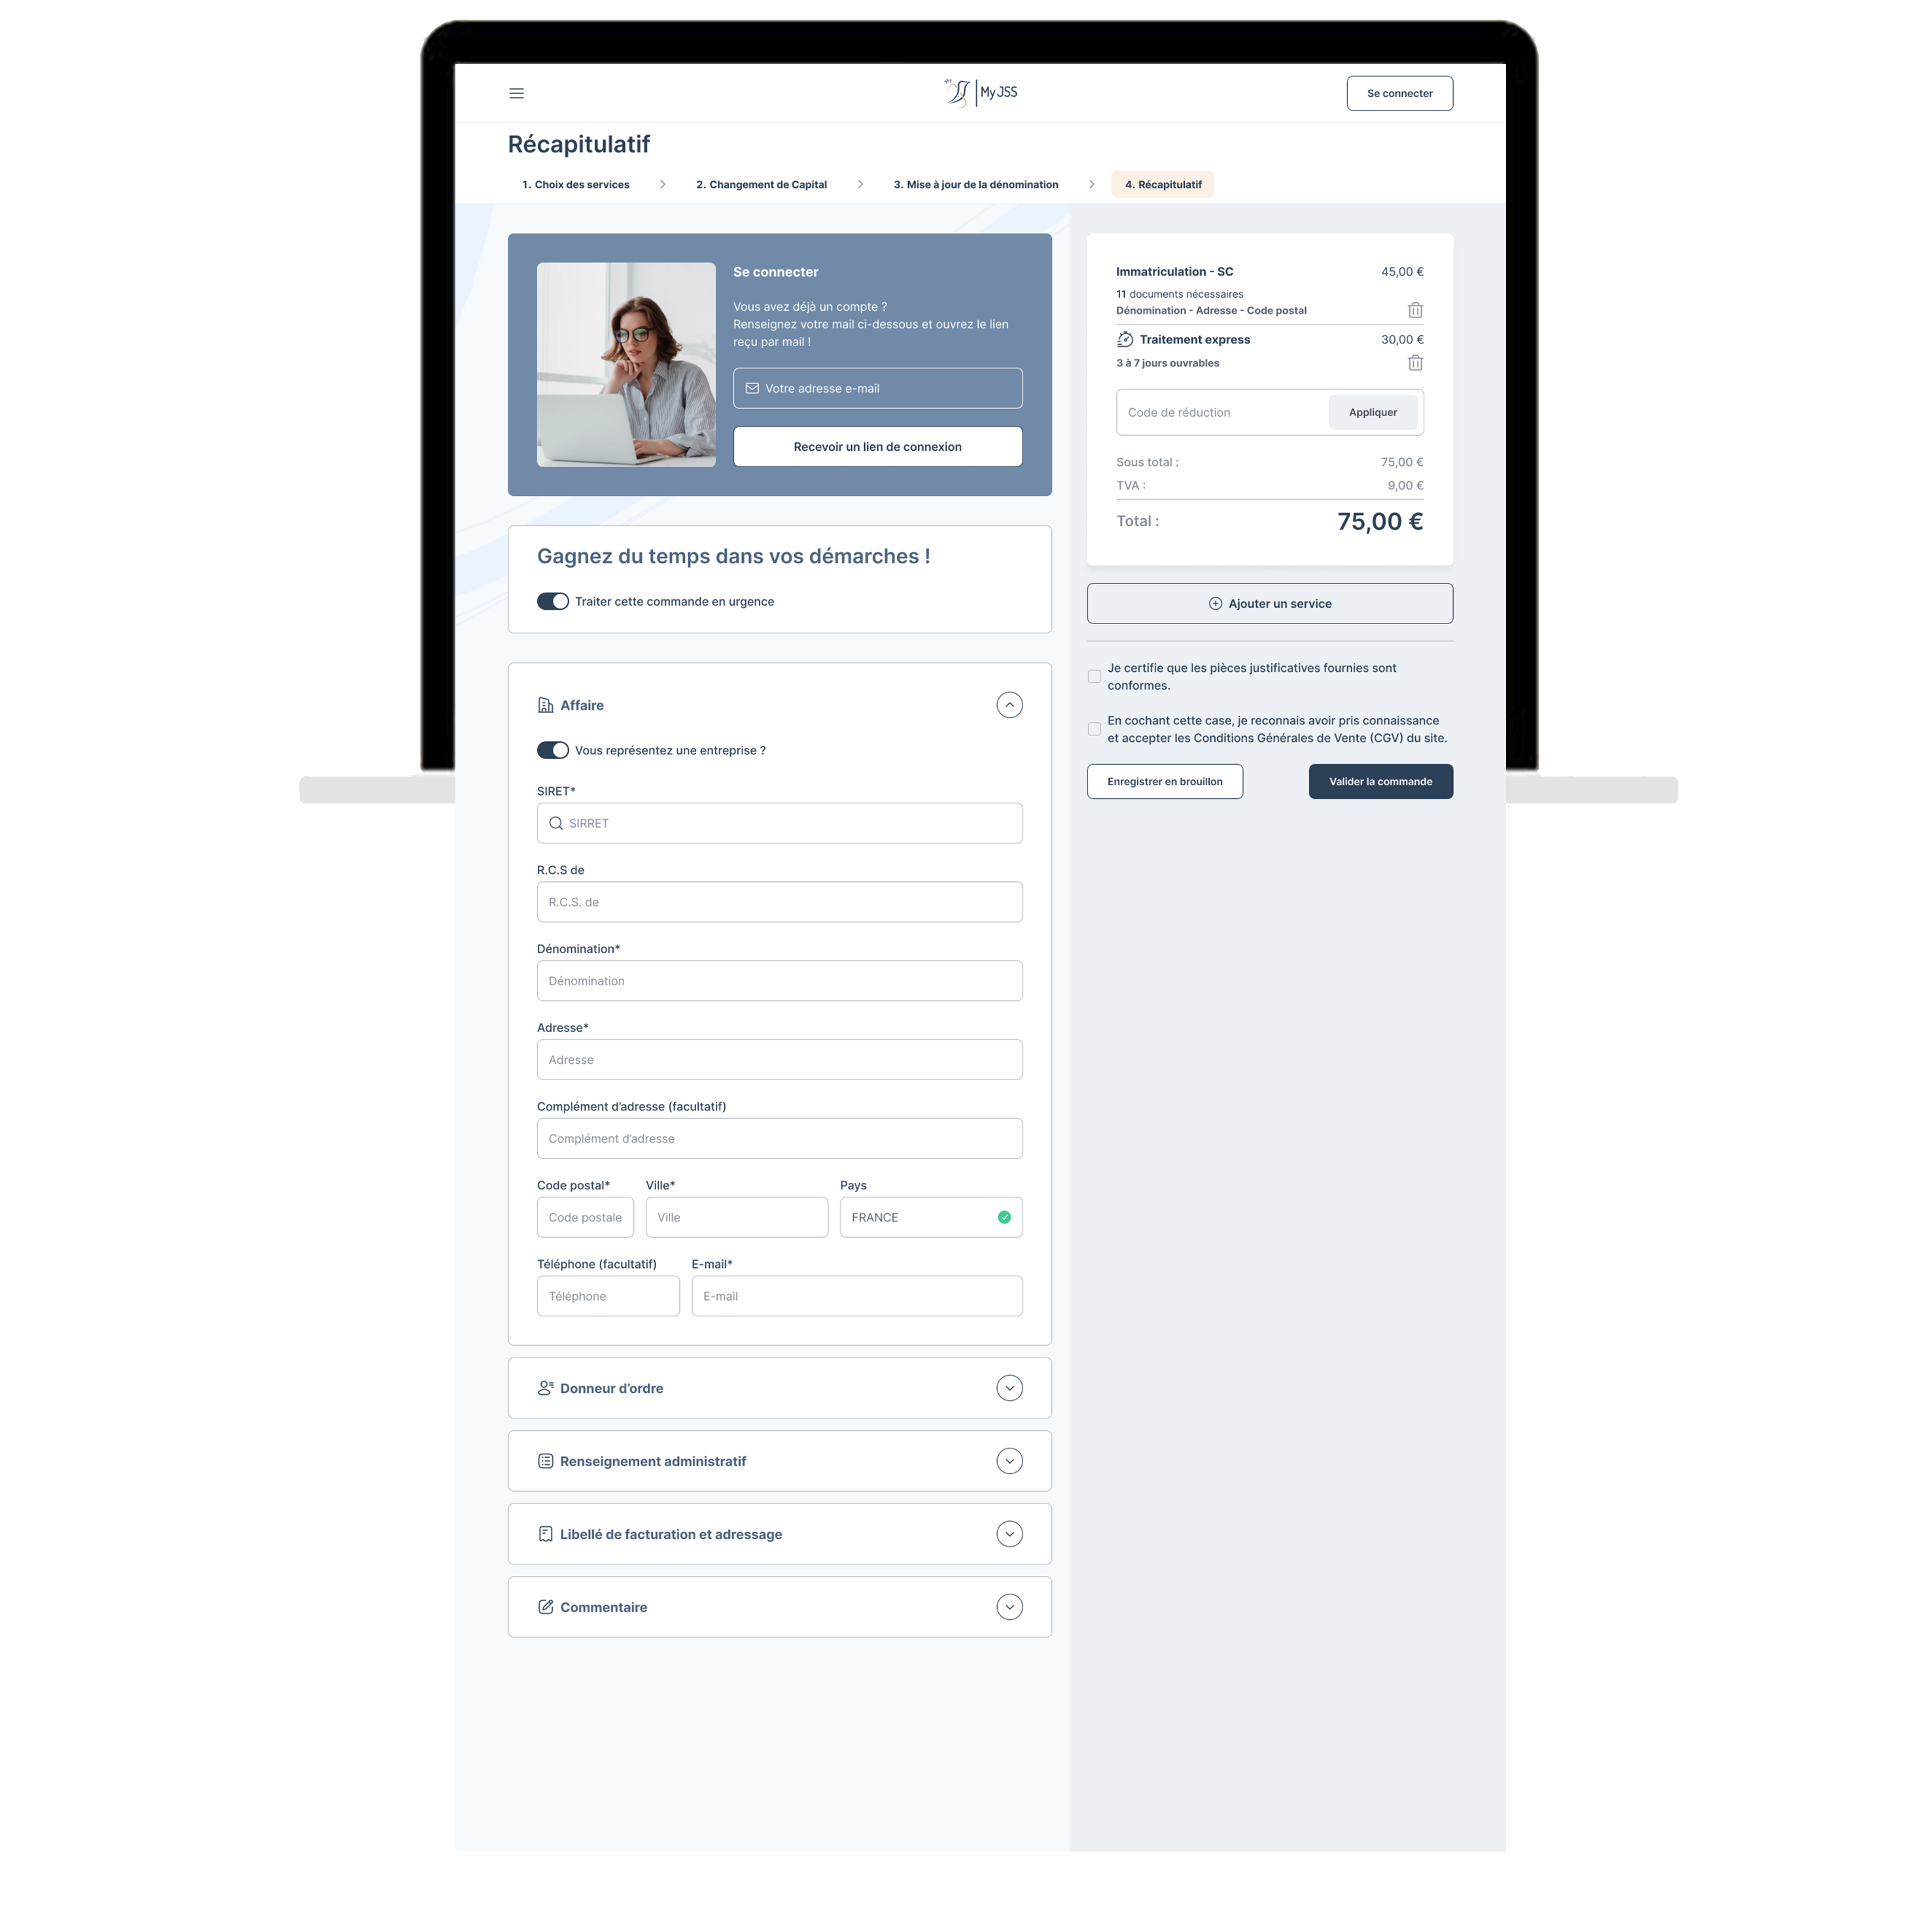 My JSS
Se connecter
Récapitulatif
1. Choix des services
2. Changement de Capital
3. Mise à jour de la dénomination
4. Récapitulatif
Se connecter
Vous avez déjà un compte ?
Renseignez votre mail ci-dessous et ouvrez le lien
reçu par mail !
Votre adresse e-mail
Recevoir un lien de connexion
Gagnez du temps dans vos démarches !
Traiter cette commande en urgence
Affaire
Vous représentez une entreprise ?
SIRET*
SIRRET
R.C.S de
R.C.S. de
Dénomination*
Dénomination
Adresse*
Adresse
Complément d’adresse (facultatif)
Complément d’adresse
Code postal*
Ville*
Pays
Code postale
Ville
FRANCE
Téléphone (facultatif)
E-mail*
Téléphone
E-mail
Donneur d’ordre
Renseignement administratif
Libellé de facturation et adressage
Commentaire
Immatriculation - SC
45,00 €
11 documents nécessaires
Dénomination - Adresse - Code postal
Traitement express
30,00 €
3 à 7 jours ouvrables
Code de réduction
Appliquer
Sous total :
75,00 €
TVA :
9,00 €
Total :
75,00 €
Ajouter un service
Je certifie que les pièces justificatives fournies sont
conformes.
En cochant cette case, je reconnais avoir pris connaissance
et accepter les Conditions Générales de Vente (CGV) du site.
Enregistrer en brouillon
Valider la commande